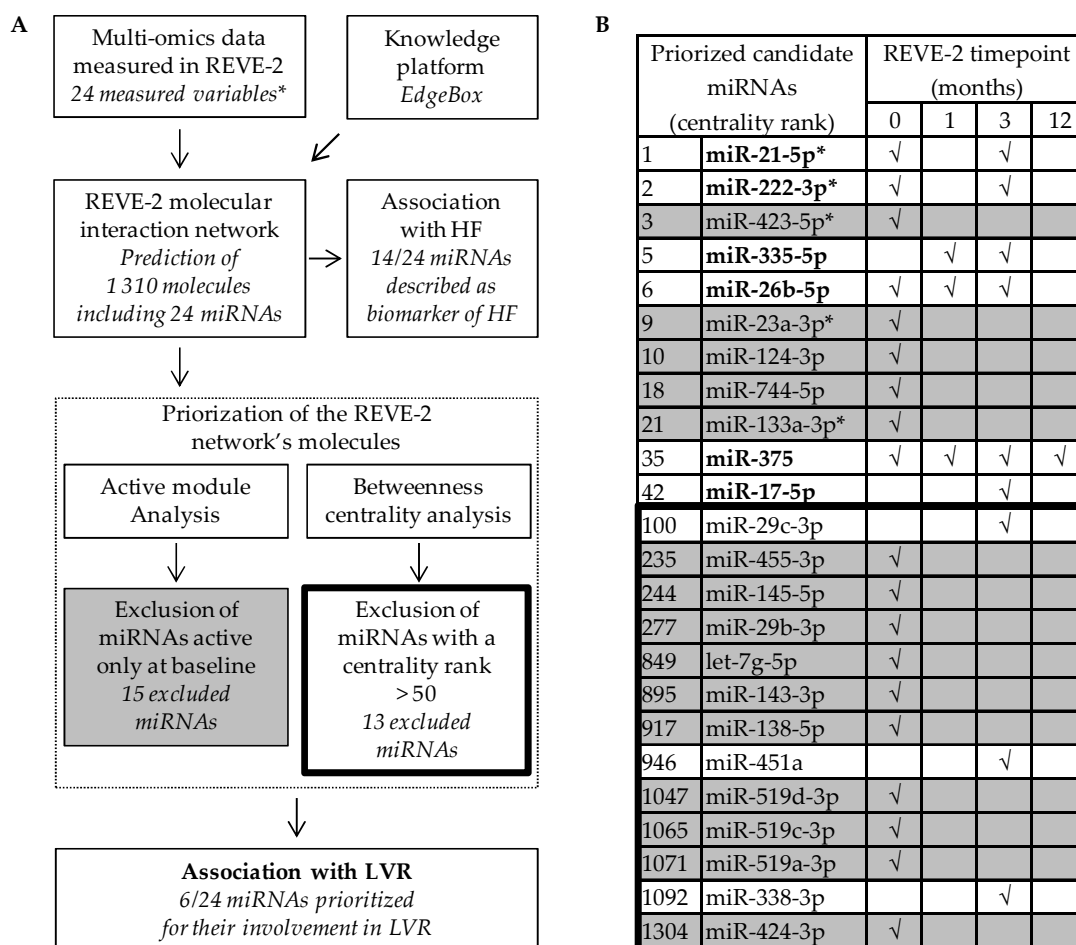 A
Multi-omics data
measured in REVE-2
24 measured variables*
Knowledge
platform
EdgeBox
REVE-2 molecular
interaction network
Prediction of
1 310 molecules
including 24 miRNAs
Association
with HF
14/24 miRNAs
described as
biomarker of HF
Priorization of the REVE-2
network's molecules
Active module
Analysis
Betweenness
centrality analysis
Exclusion of
miRNAs active
only at baseline
15 excluded
miRNAs
Exclusion of
miRNAs with a
centrality rank
>50
13 excluded
miRNAs
Association with LVR
6/24 miRNAs prioritized
for their involvement in LVR
B
Priorized candidate
miRNAs
(centrality rank)
REVE-2 timepoint
(months)
0 1 3 12
1 miR-21-5p* √ √
2 miR-222-3p* √ √
3 miR-423-5p* √
5 miR-335-5p √ √
6 miR-26b-5p √ √ √
9 miR-23a-3p* √
10 miR-124-3p √
18 miR-744-5p √
21 miR-133a-3p* √
35 miR-375 √ √ √ √
42 miR-17-5p √
100 miR-29c-3p √
235 miR-455-3p √
244 miR-145-5p √
277 miR-29b-3p √
849 let-7g-5p √
895 miR-143-3p √
917 miR-138-5p √
946 miR-451a √
1047 miR-519d-3p √
1065 miR-519c-3p √
1071 miR-519a-3p √
1092 miR-338-3p √
1304 miR-424-3p √